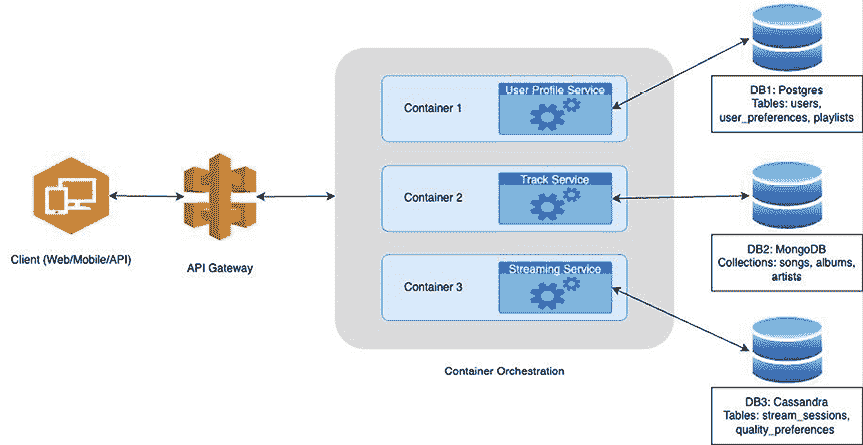 User Profile Service
Container 1
DB1: Postgres
Tables: users,
user_preferences, playlists
Track Service
Container 2
Client (Web/Mobile/API)
API Gateway
DB2: MongoDB
Collections: songs, albums,
artists
Streaming Service
Container 3
Container Orchestration
DB3: Cassandra
Tables: stream_sessions,
quality_preferences